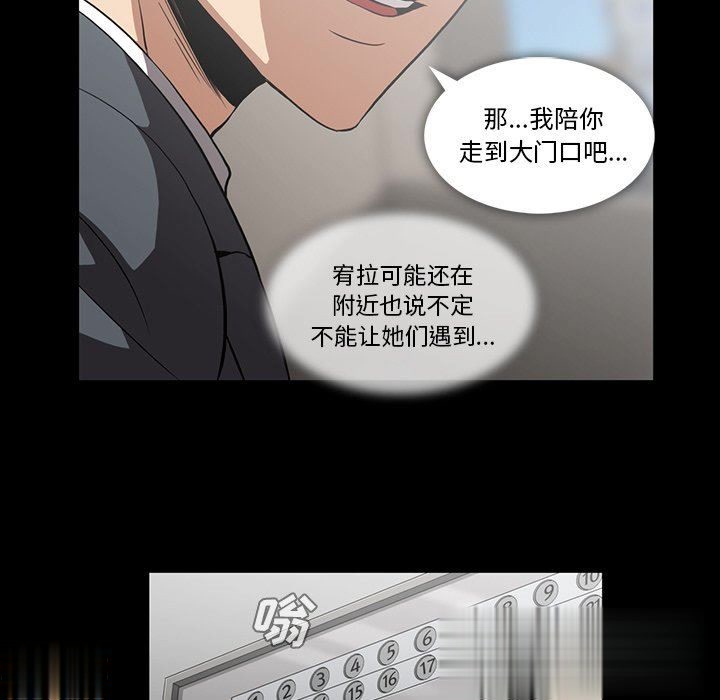 那...我陪你
走到大门口吧...
宥拉可能还在
附近也说不定
不能让她们遇到...
嗡
2 3 4 5 6 8 9 10
15 16 17 21